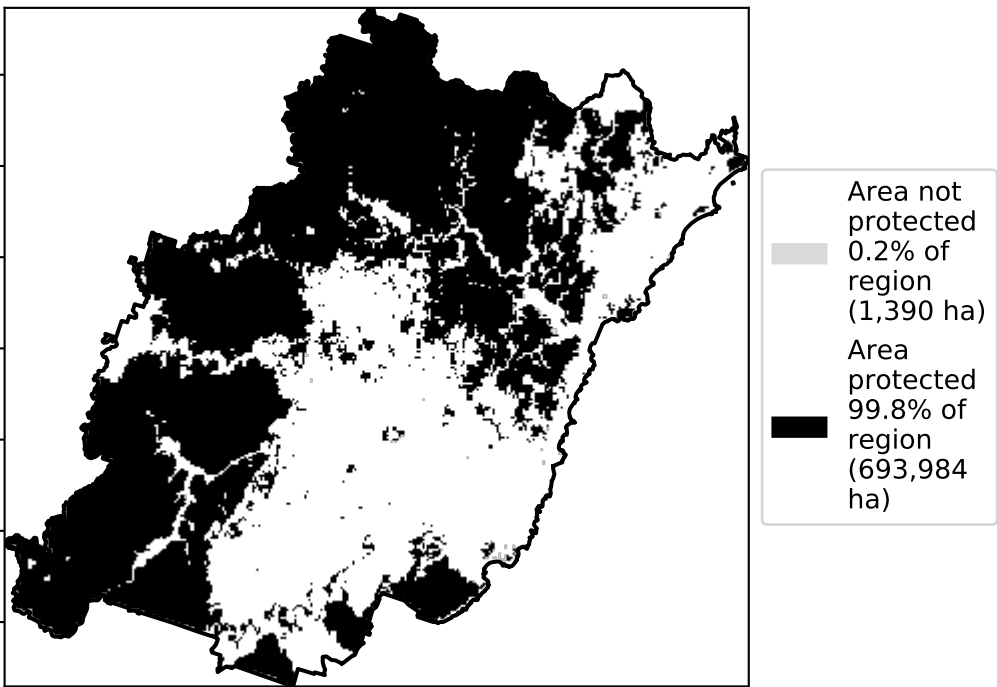 Area not
protected
0.2% of
region
(1,390 ha)
Area
protected
99.8% of
region
(693,984
ha)